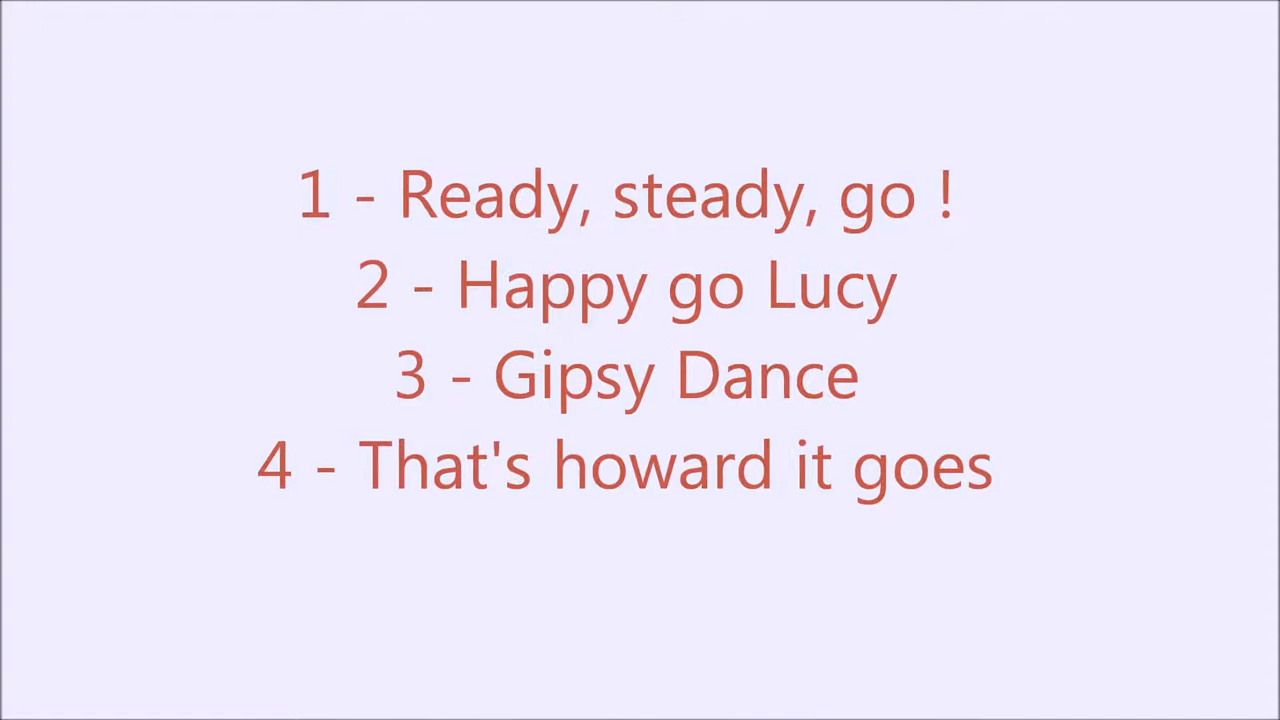 1 - Ready, steady, go !
2 - Happy go Lucy
3 - Gipsy Dance
4 - That's howard it goes